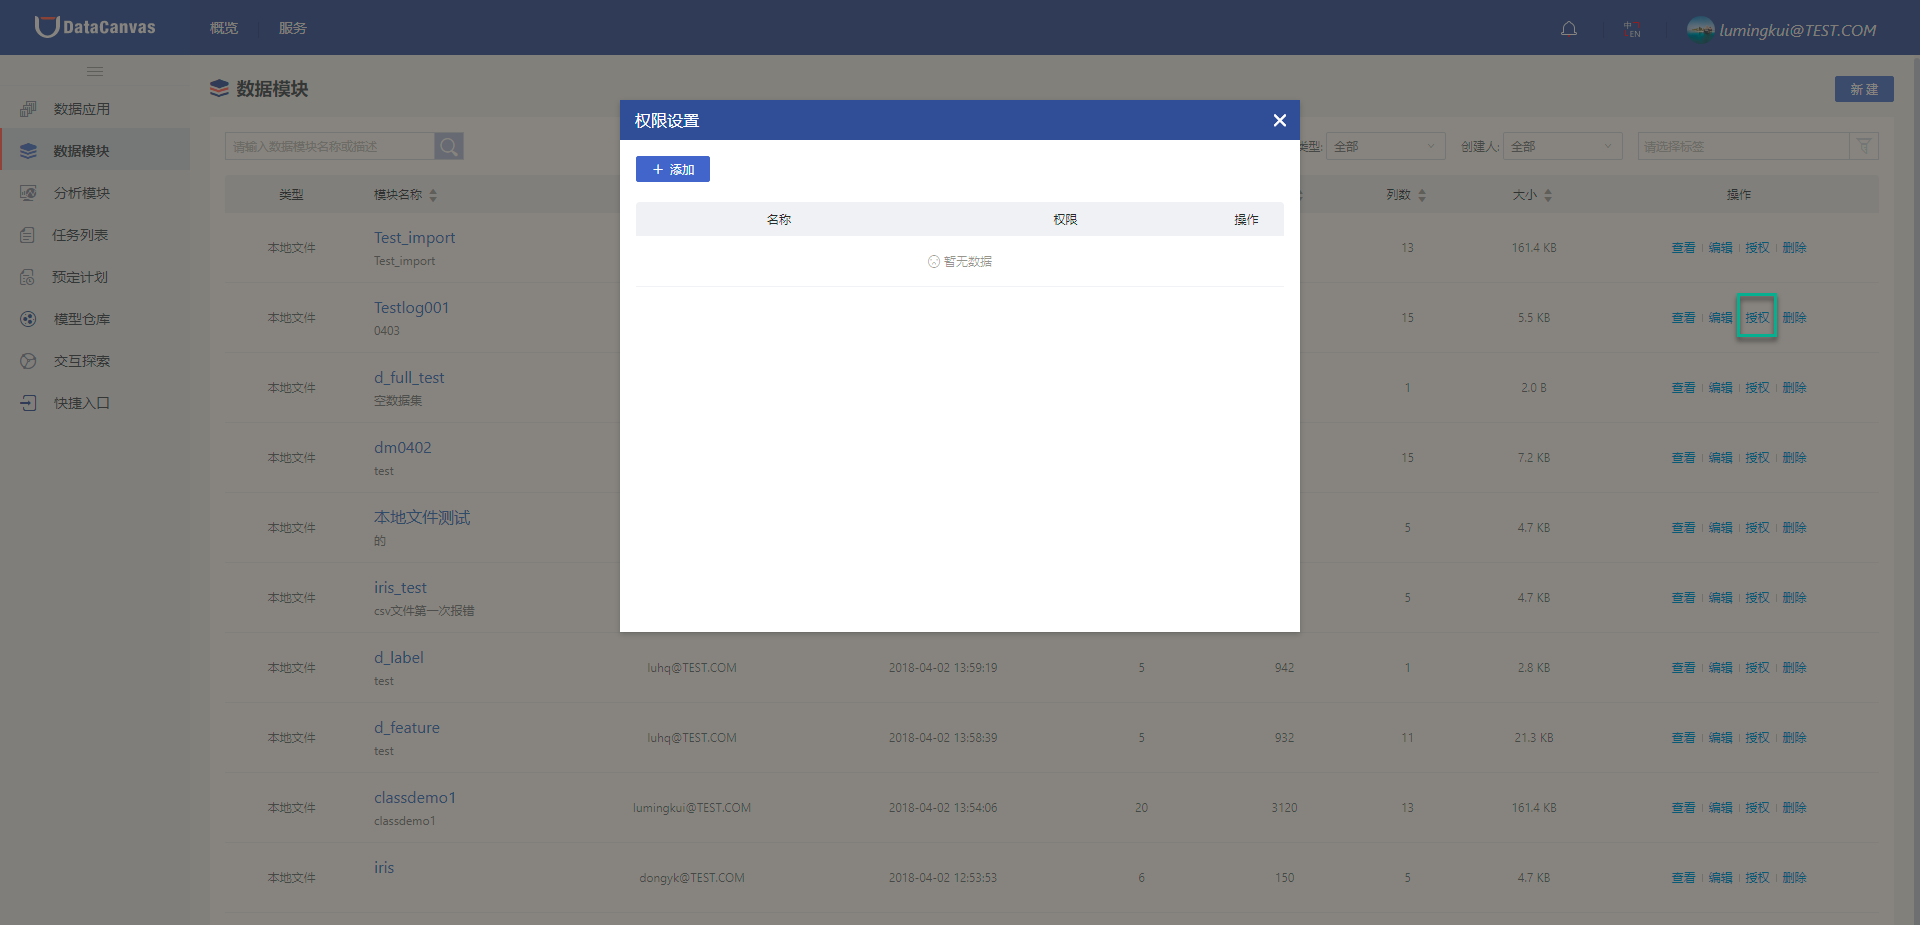 DataCanvas
概览
服务
中
EN
lumingkui@TEST.COM
数据应用
数据模块
分析模块
任务列表
预定计划
模型仓库
交互探索
快捷入口
数据模块
新 建
请输入数据模块名称或描述
类型: 全部
创建人: 全部
请选择标签
类型 模块名称 列数 大小 操作
本地文件 Test_import 13 161.4 KB 查看 编辑 授权 删除
Test_import
本地文件 Testlog001 15 5.5 KB 查看 编辑 授权 删除
0403
本地文件 d_full_test 1 2.0 B 查看 编辑 授权 删除
空数据集
本地文件 dm0402 15 7.2 KB 查看 编辑 授权 删除
test
本地文件 本地文件测试 5 4.7 KB 查看 编辑 授权 删除
的
本地文件 iris_test 5 4.7 KB 查看 编辑 授权 删除
csv文件第一次报错
本地文件 d_label luhq@TEST.COM 2018-04-02 13:59:19 5 942 1 2.8 KB 查看 编辑 授权 删除
test
本地文件 d_feature luhq@TEST.COM 2018-04-02 13:58:39 5 932 11 21.3 KB 查看 编辑 授权 删除
test
本地文件 classdemo1 lumingkui@TEST.COM 2018-04-02 13:54:06 20 3120 13 161.4 KB 查看 编辑 授权 删除
classdemo1
本地文件 iris dongyk@TEST.COM 2018-04-02 12:53:53 6 150 5 4.7 KB 查看 编辑 授权 删除
权限设置
+ 添加
名称 权限 操作
暂无数据